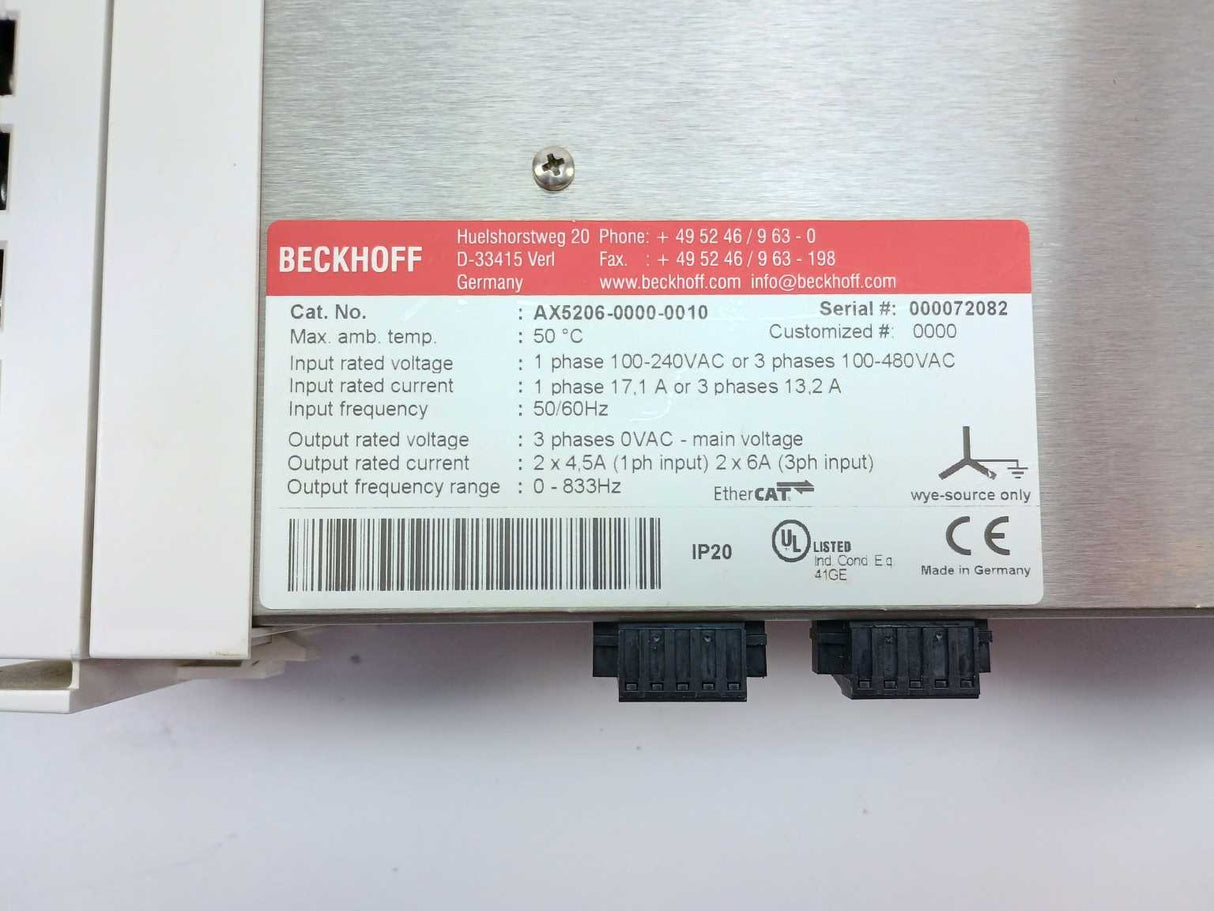 BECKHOFF
Huelshorstweg 20 Phone: + 49 52 46 / 9 63 - 0
D-33415 Verl Fax. : + 49 52 46 / 9 63 - 198
Germany www.beckhoff.com info@beckhoff.com
Cat. No. : AX5206-0000-0010 Serial #: 000072082
Max. amb. temp. : 50 °C Customized #: 0000
Input rated voltage : 1 phase 100-240VAC or 3 phases 100-480VAC
Input rated current : 1 phase 17,1 A or 3 phases 13,2 A
Input frequency : 50/60Hz
Output rated voltage : 3 phases 0VAC - main voltage
Output rated current : 2 x 4,5A (1ph input) 2 x 6A (3ph input)
Output frequency range : 0 - 833Hz
EtherCAT
wye-source only
IP20
UL LISTED
Ind. Cond. Eq.
41GE
CE
Made in Germany